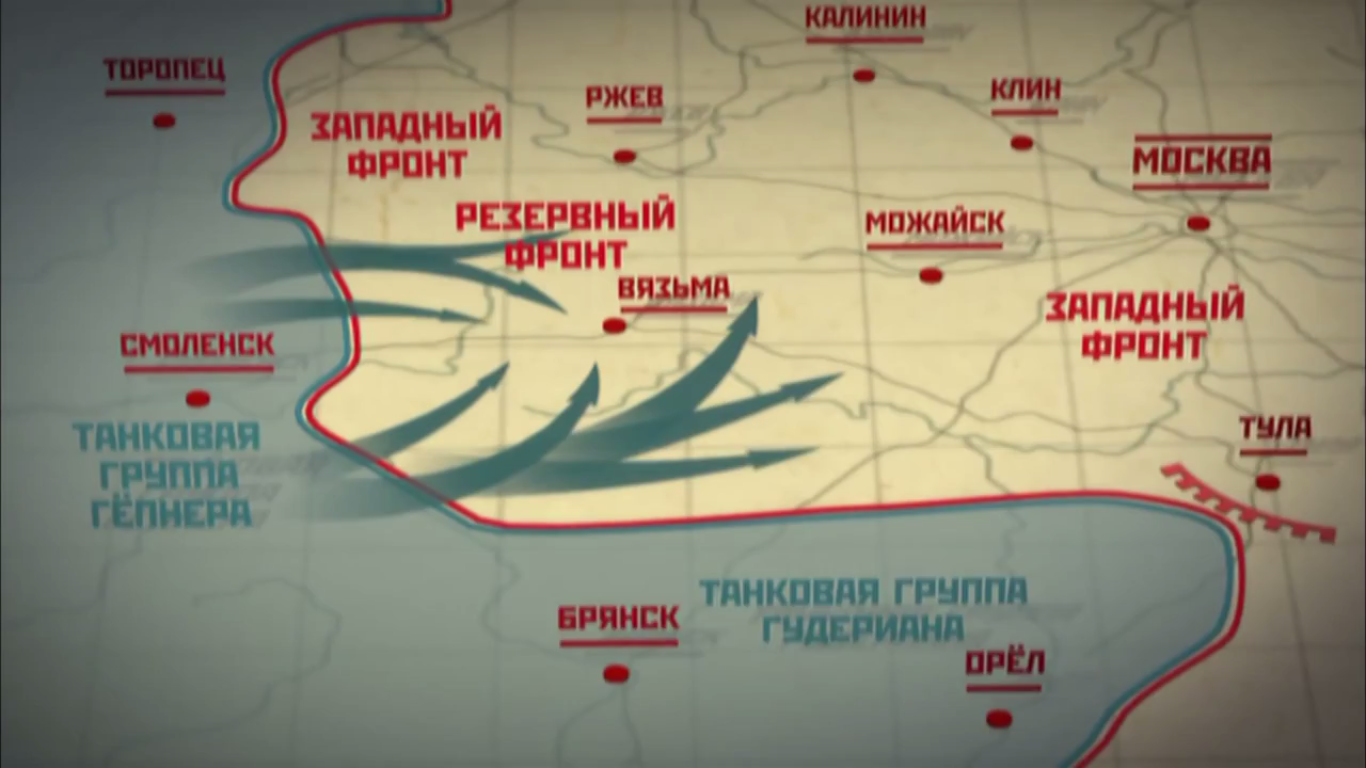 КАЛИНИН
ТОРОПЕЦ
РЖЕВ
КЛИН
ЗАПАДНЫЙ
ФРОНТ
МОСКВА
РЕЗЕРВНЫЙ
ФРОНТ
МОЖАЙСК
ВЯЗЬМА
ЗАПАДНЫЙ
ФРОНТ
СМОЛЕНСК
ТУЛА
ТАНКОВАЯ
ГРУППА
ГЁПНЕРА
ТАНКОВАЯ ГРУППА
ГУДЕРИАНА
БРЯНСК
ОРЁЛ